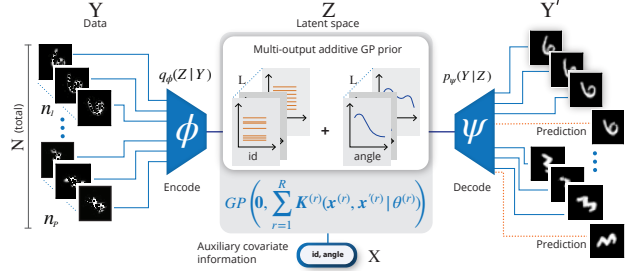 Y
Data
Z
Latent space
Y′
Multi-output additive GP prior
qϕ(Z | Y)
pψ(Y | Z)
L
L
N (total)
n1
ϕ
+
ψ
id
angle
Prediction
Encode
Decode
np
GP(0, ∑_{r=1}^{R} K^{(r)}(x^{(r)}, x′^{(r)} | θ^{(r)}))
Prediction
Auxiliary covariate
information
id, angle
X